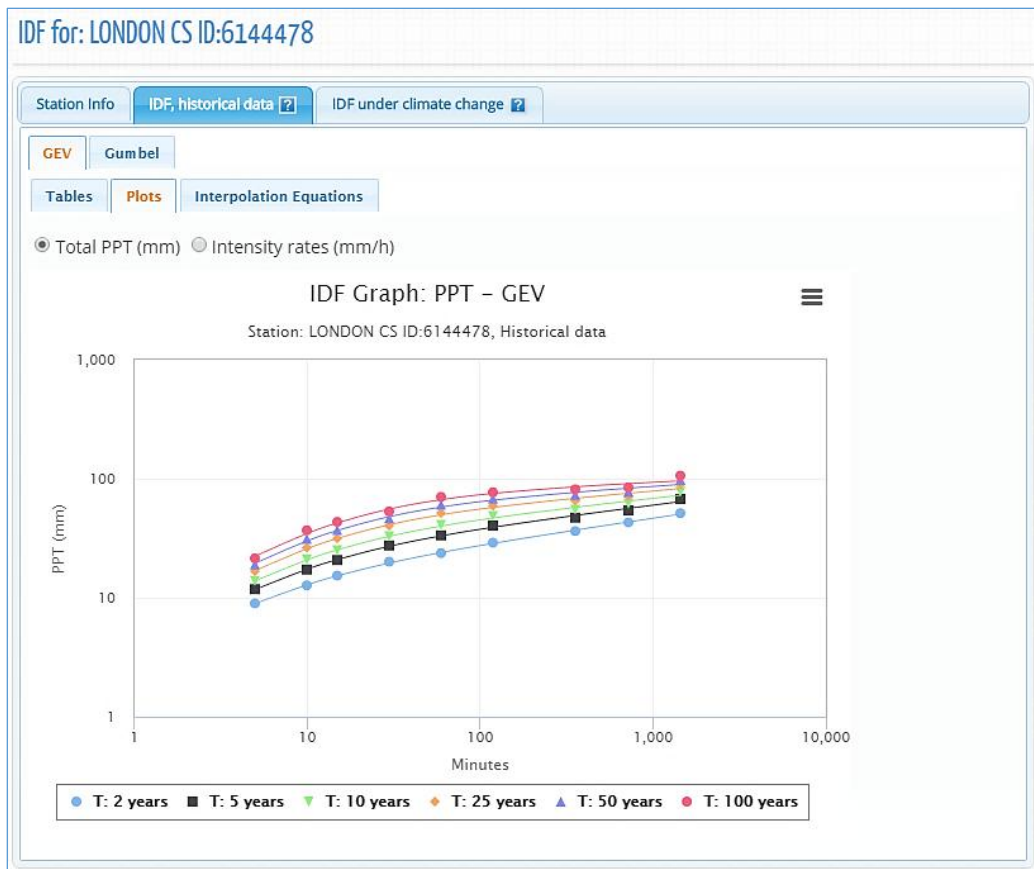 IDF for: LONDON CS ID:6144478
Station Info IDF, historical data ? IDF under climate change ?
GEV Gumbel
Tables Plots Interpolation Equations
Total PPT (mm) Intensity rates (mm/h)
IDF Graph: PPT – GEV
Station: LONDON CS ID:6144478, Historical data
1,000
100
10
1
PPT (mm)
1 10 100 1,000 10,000
Minutes
T: 2 years T: 5 years T: 10 years T: 25 years T: 50 years T: 100 years